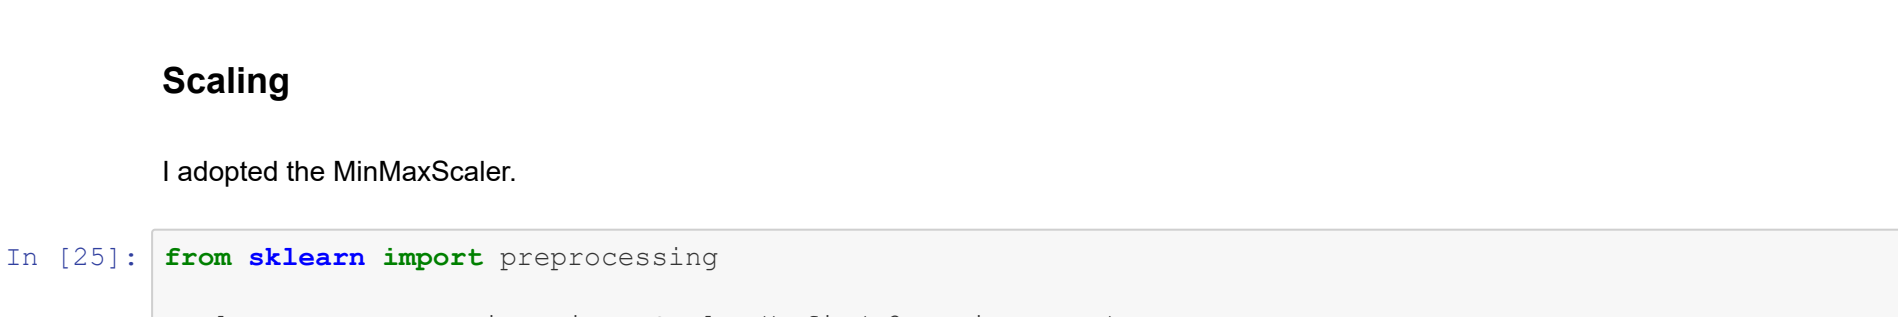 Scaling
I adopted the MinMaxScaler.
In [25]: from sklearn import preprocessing